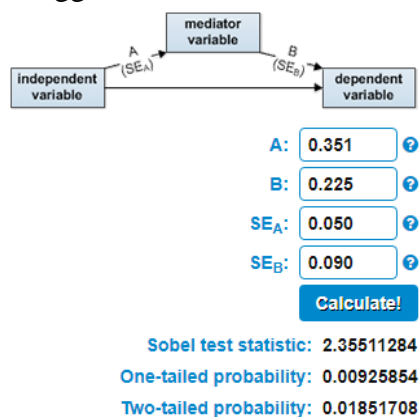 mediator
variable
A
(SEA)
B
(SEB)
independent
variable
dependent
variable
A: 0.351 ?
B: 0.225 ?
SEA: 0.050 ?
SEB: 0.090 ?
Calculate!
Sobel test statistic: 2.35511284
One-tailed probability: 0.00925854
Two-tailed probability: 0.01851708